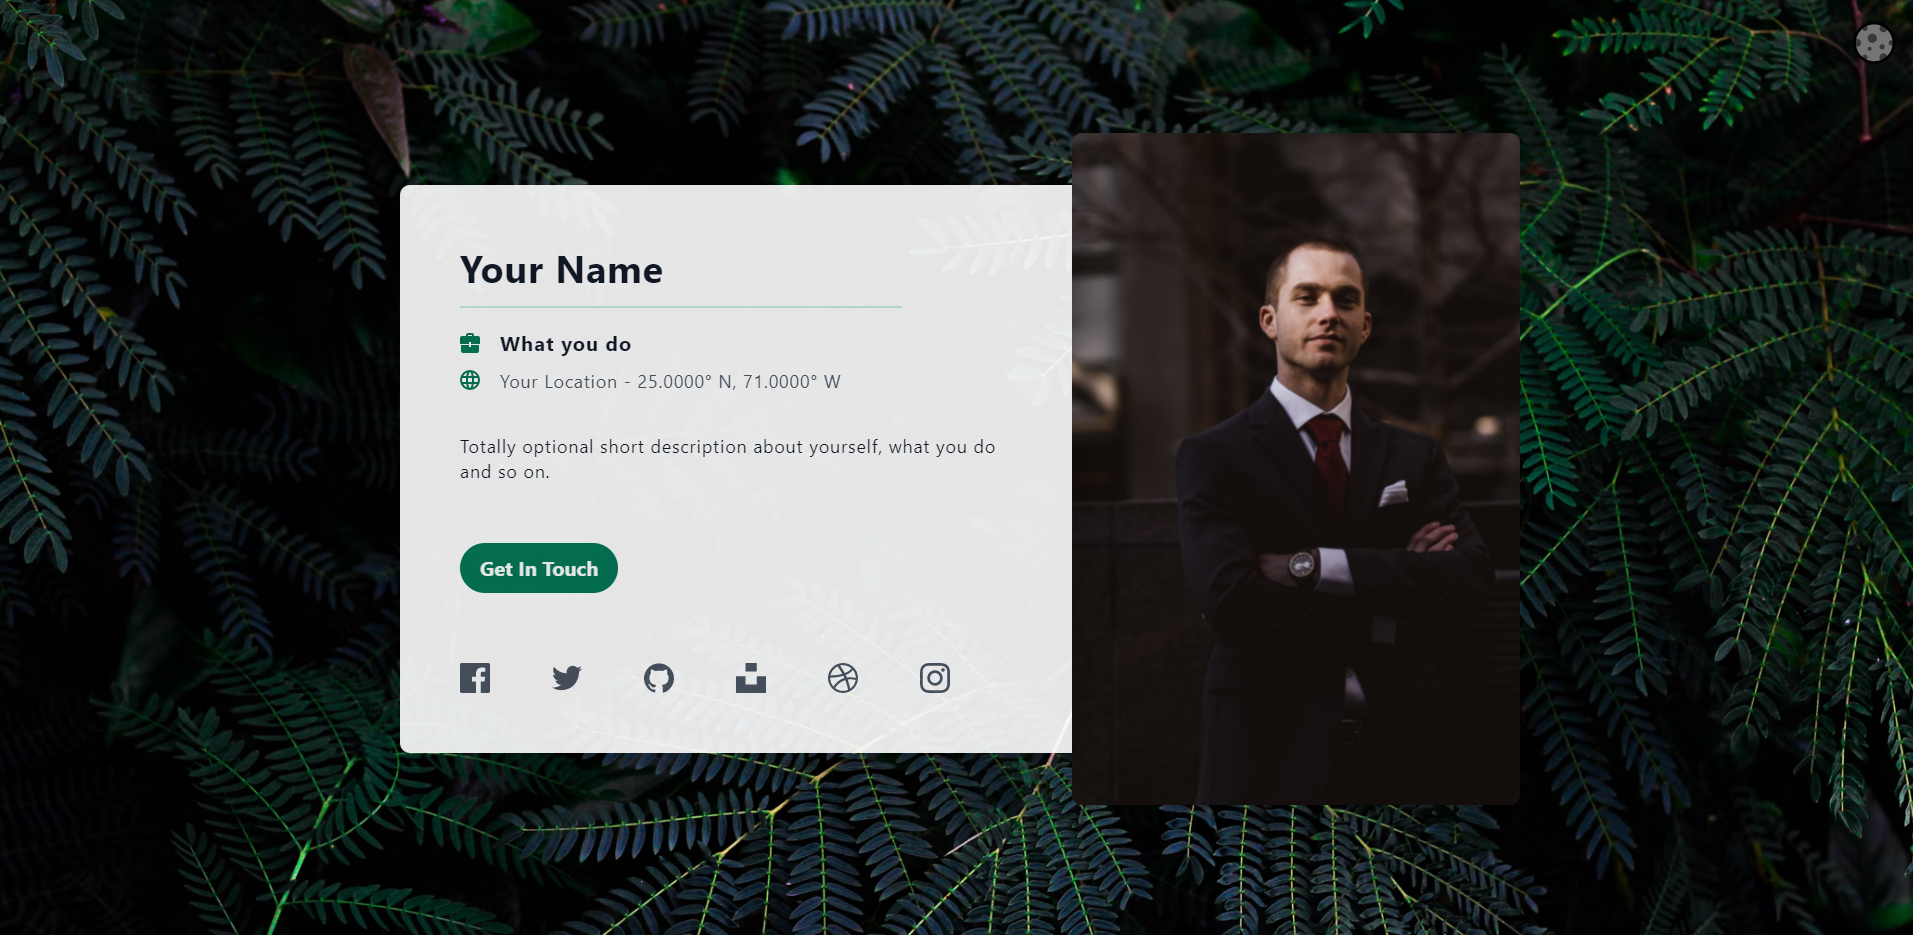 Your Name
What you do
Your Location - 25.0000° N, 71.0000° W
Totally optional short description about yourself, what you do
and so on.
Get In Touch